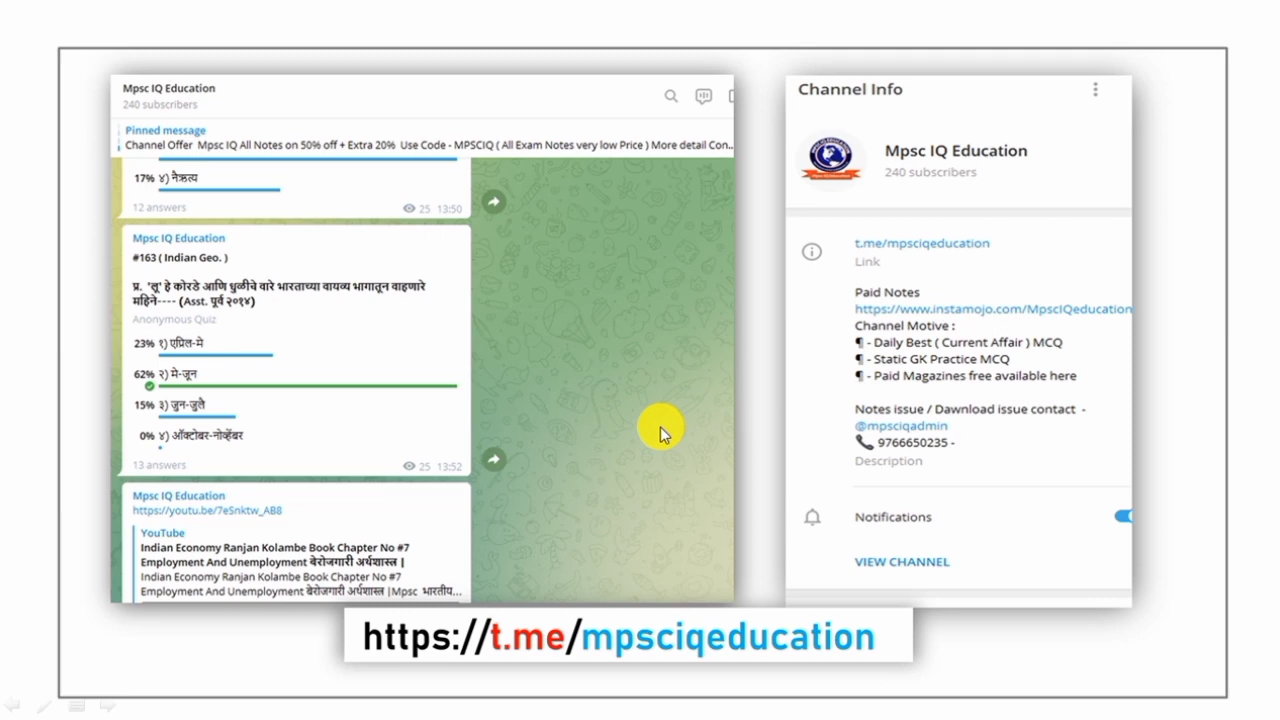 Mpsc IQ Education
240 subscribers
Pinned message
Channel Offer Mpsc IQ All Notes on 50% off + Extra 20% Use Code - MPSCIQ ( All Exam Notes very low Price ) More detail Con...
17% ४) नैऋत्य
12 answers 25 13:50
Mpsc IQ Education
#163 ( Indian Geo. )
प्र. 'लू' हे कोरडे आणि धुळीचे वारे भारताच्या वायव्य भागातून वाहणारे
महिने---- (Asst. पूर्व २०१४)
Anonymous Quiz
23% १) एप्रिल-मे
62% २) मे-जून
15% ३) जुन-जुलै
0% ४) ऑक्टोबर-नोव्हेंबर
13 answers 25 13:52
Mpsc IQ Education
https://youtu.be/7eSnktw_AB8
YouTube
Indian Economy Ranjan Kolambe Book Chapter No #7
Employment And Unemployment बेरोजगारी अर्थशास्त्र |
Indian Economy Ranjan Kolambe Book Chapter No #7
Employment And Unemployment बेरोजगारी अर्थशास्त्र |Mpsc भारतीय...
Channel Info
Mpsc IQ Education
240 subscribers
t.me/mpsciqeducation
Link
Paid Notes
https://www.instamojo.com/MpscIQeducation
Channel Motive :
¶ - Daily Best ( Current Affair ) MCQ
¶ - Static GK Practice MCQ
¶ - Paid Magazines free available here
Notes issue / Dawnload issue contact -
@mpsciqadmin
9766650235 -
Description
Notifications
VIEW CHANNEL
https://t.me/mpsciqeducation